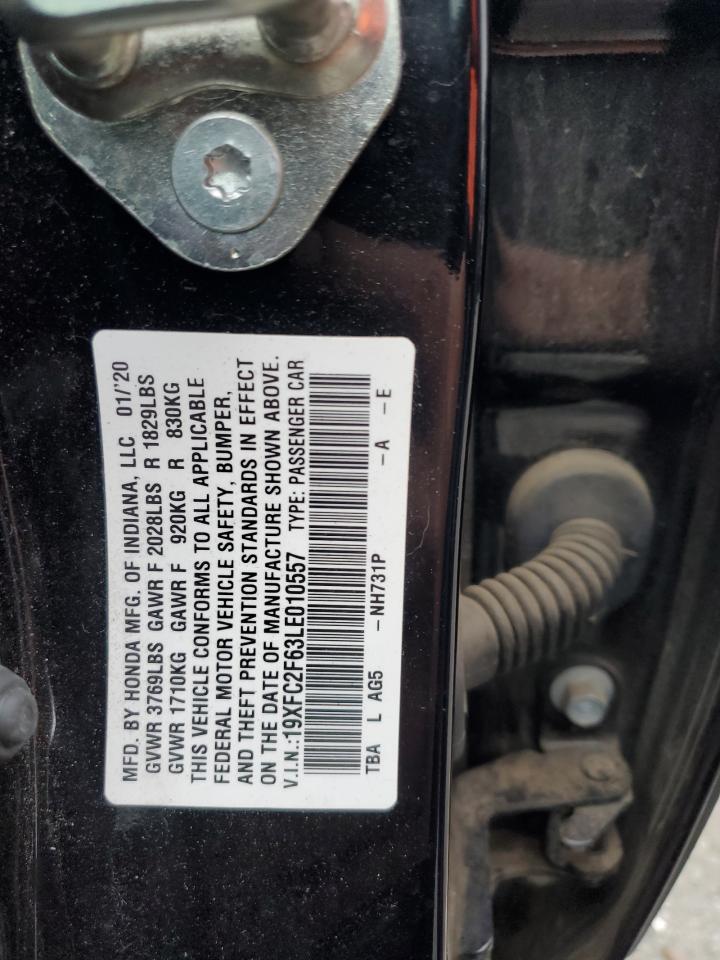 MFD. BY HONDA MFG. OF INDIANA, LLC 01/'20
GVWR 3769LBS GAWR F 2028LBS R 1829LBS
GVWR 1710KG GAWR F 920KG R 830KG
THIS VEHICLE CONFORMS TO ALL APPLICABLE
FEDERAL MOTOR VEHICLE SAFETY, BUMPER,
AND THEFT PREVENTION STANDARDS IN EFFECT
ON THE DATE OF MANUFACTURE SHOWN ABOVE.
V.I.N.:19XFC2F63LE010557 TYPE: PASSENGER CAR
TBA L AG5 -NH731P -A -E